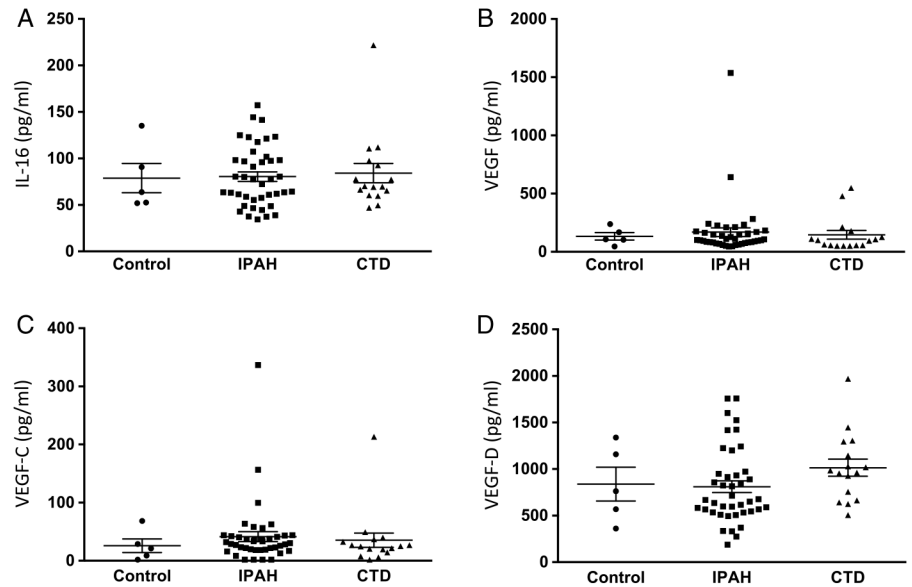 A
IL-16 (pg/ml)
250
200
150
100
50
0
Control IPAH CTD
B
VEGF (pg/ml)
2000
1500
1000
500
0
Control IPAH CTD
C
VEGF-C (pg/ml)
400
300
200
100
0
Control IPAH CTD
D
VEGF-D (pg/ml)
2500
2000
1500
1000
500
0
Control IPAH CTD